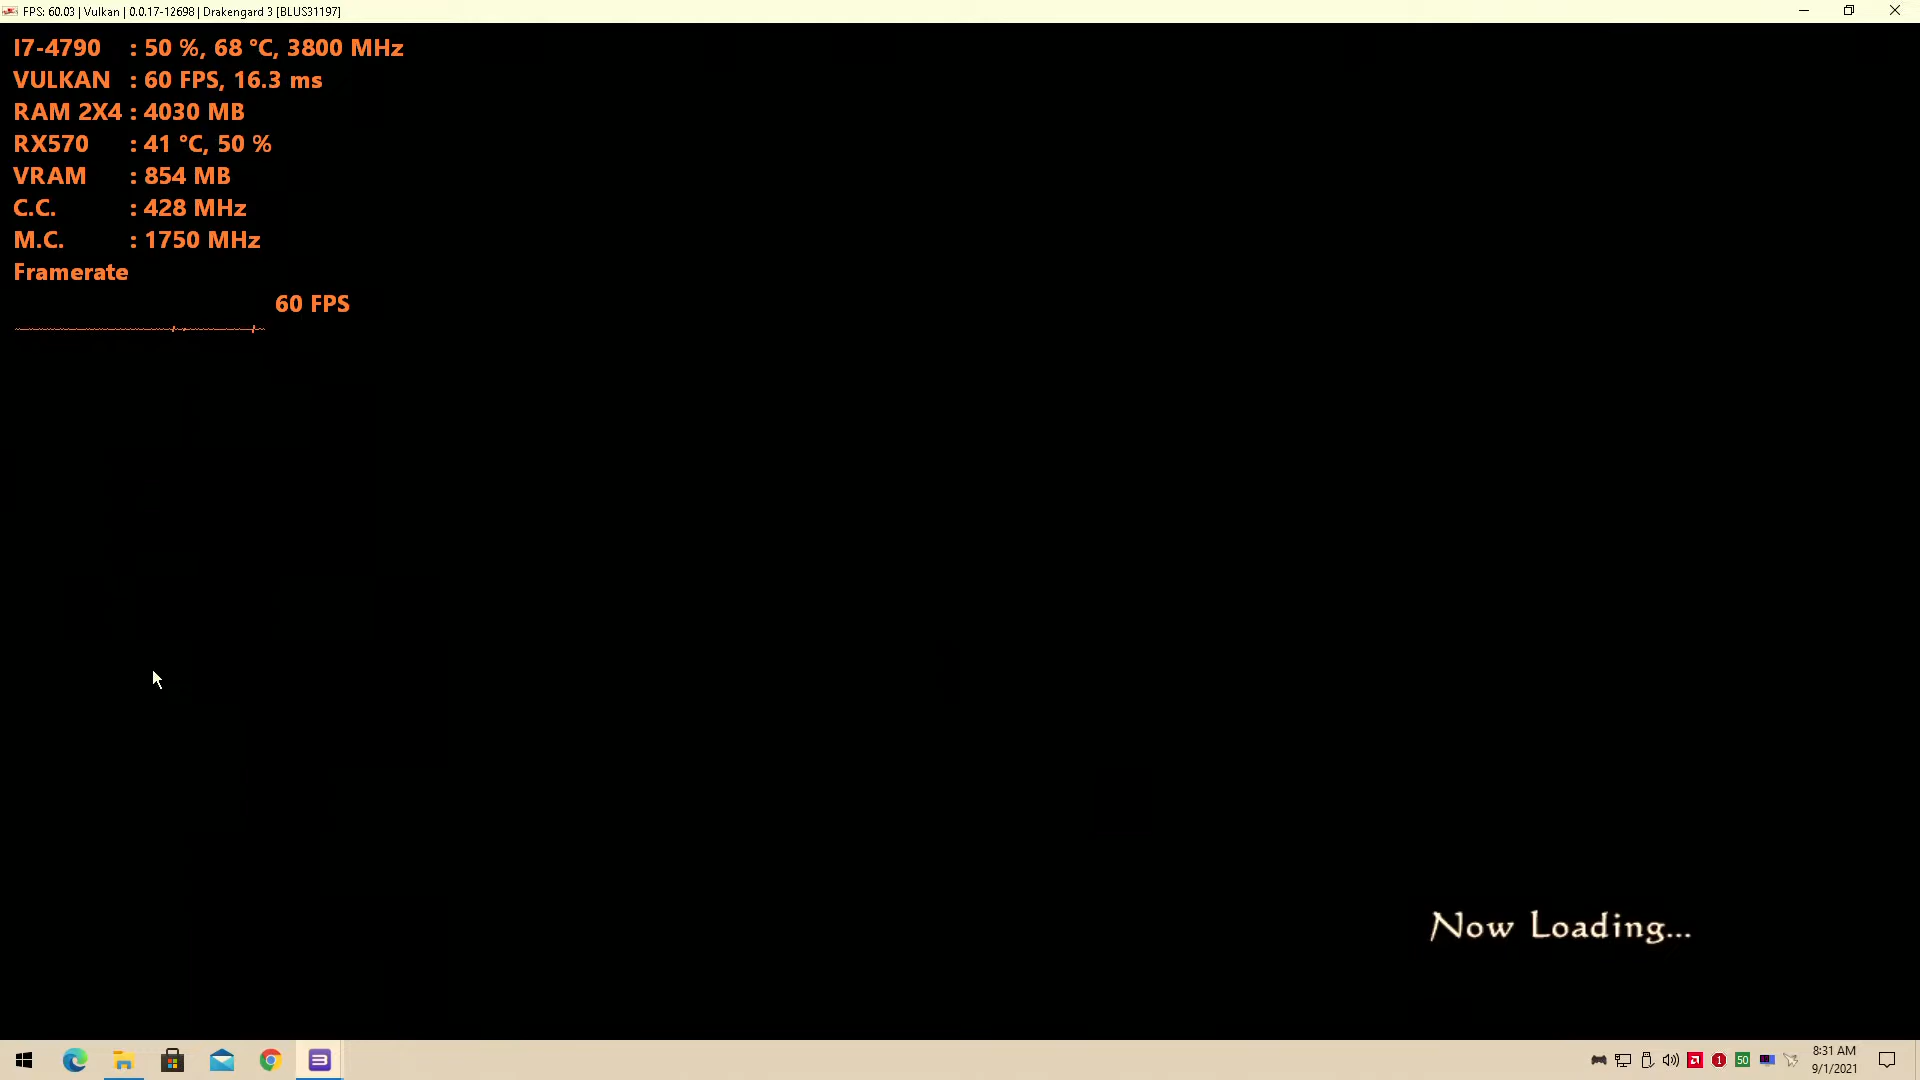 FPS: 60.03 | Vulkan | 0.0.17-12698 | Drakengard 3 [BLUS31197]
I7-4790 : 50 %, 68 °C, 3800 MHz
VULKAN : 60 FPS, 16.3 ms
RAM 2X4 : 4030 MB
RX570 : 41 °C, 50 %
VRAM : 854 MB
C.C. : 428 MHz
M.C. : 1750 MHz
Framerate
60 FPS
Now Loading...
50
8:31 AM
9/1/2021